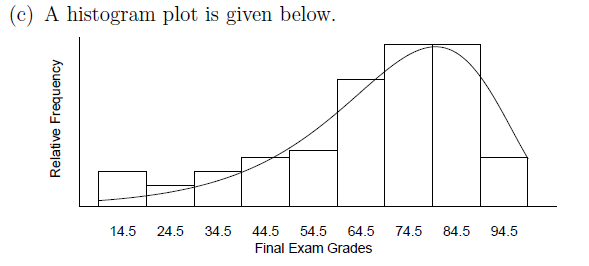 (c) A histogram plot is given below.
Relative Frequency
14.5 24.5 34.5 44.5 54.5 64.5 74.5 84.5 94.5
Final Exam Grades